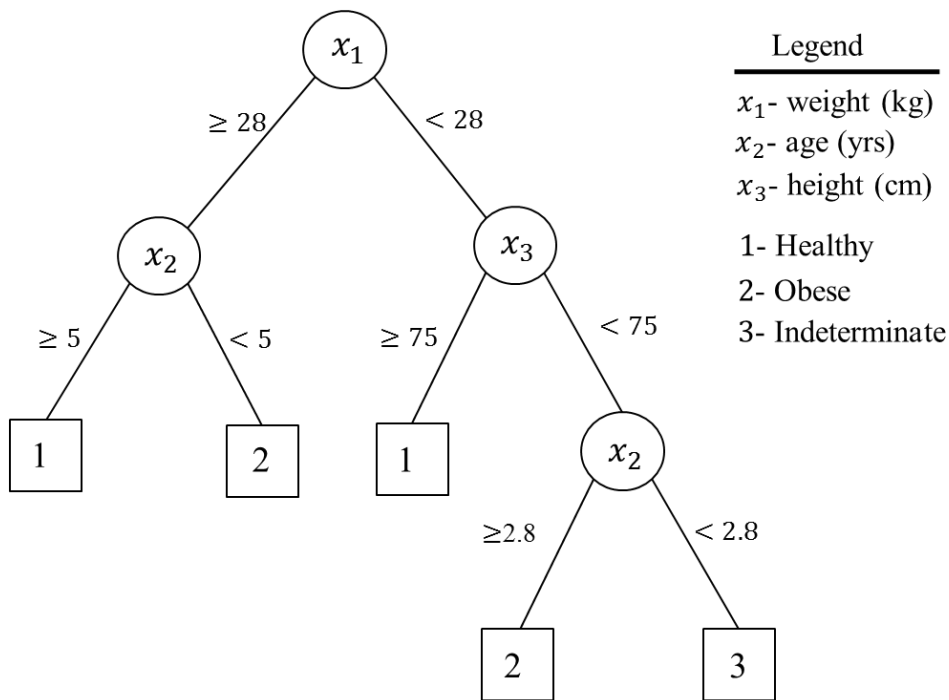 x₁
≥ 28
< 28
x₂
x₃
≥ 5
< 5
≥ 75
< 75
1
2
1
x₂
≥2.8
< 2.8
2
3
Legend
x₁- weight (kg)
x₂- age (yrs)
x₃- height (cm)
1- Healthy
2- Obese
3- Indeterminate